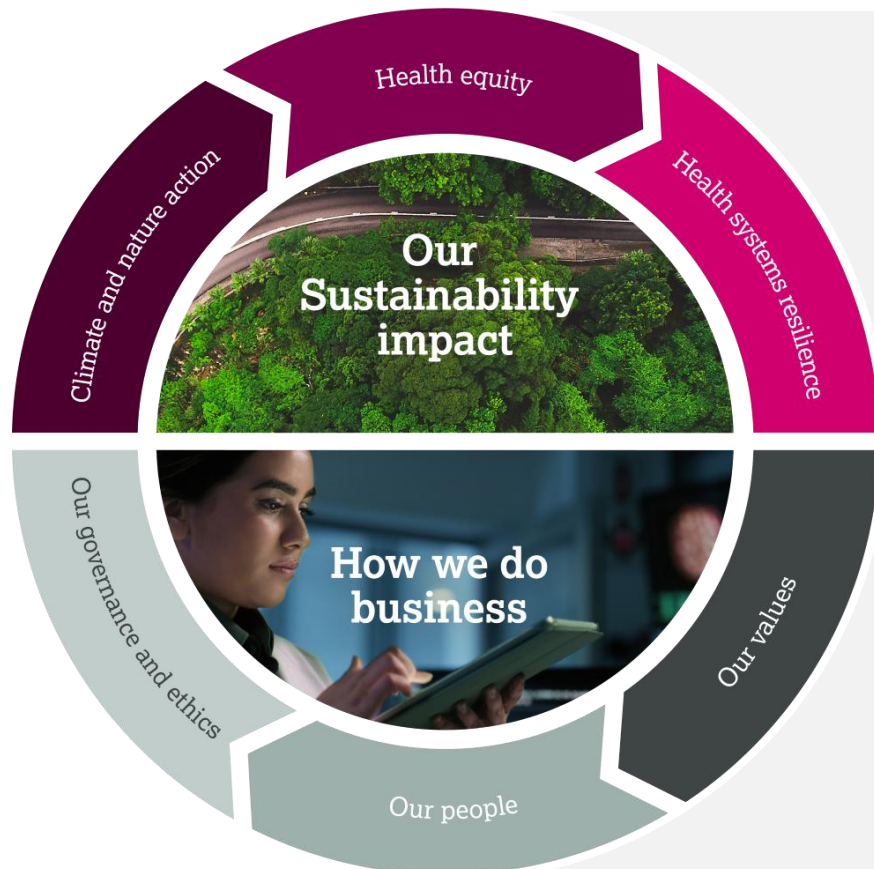 Health equity
Climate and nature action
Health systems resilience
Our
Sustainability
impact
How we do
business
Our governance and ethics
Our values
Our people